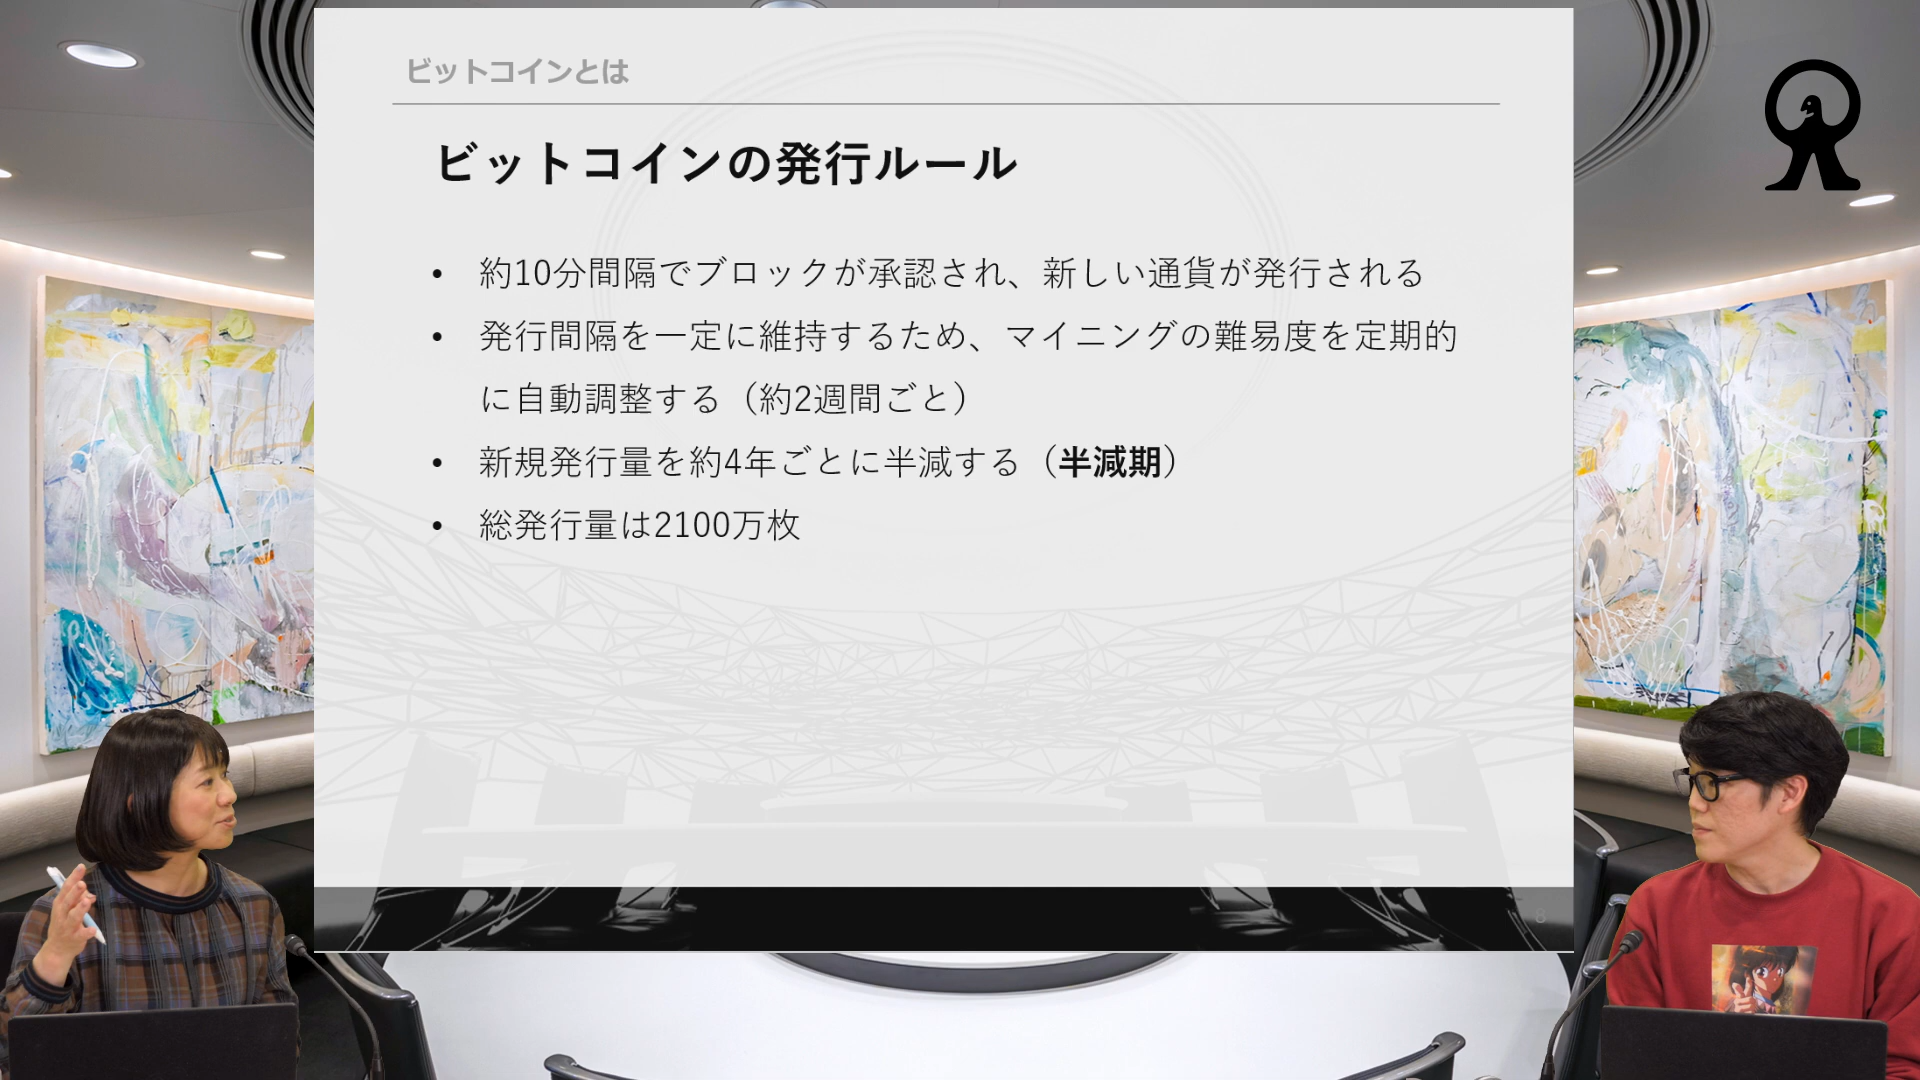 ビットコインとは
ビットコインの発行ルール
• 約10分間隔でブロックが承認され、新しい通貨が発行される
• 発行間隔を一定に維持するため、マイニングの難易度を定期的
に自動調整する（約2週間ごと）
• 新規発行量を約4年ごとに半減する（半減期）
• 総発行量は2100万枚
8